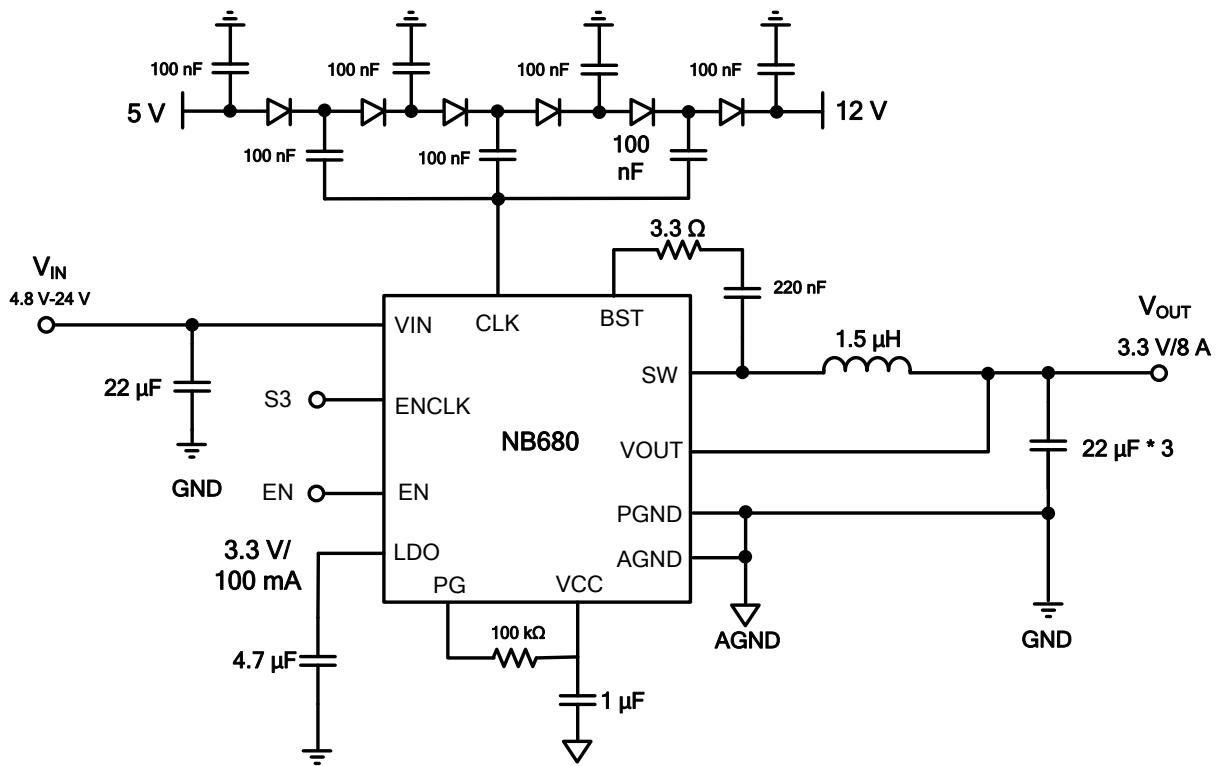 100 nF
100 nF
100 nF
100 nF
5 V
12 V
100 nF
100 nF
100
nF
3.3 Ω
220 nF
VIN
4.8 V-24 V
VIN
CLK
BST
1.5 µH
VOUT
3.3 V/8 A
22 µF
SW
S3
ENCLK
NB680
VOUT
22 µF * 3
GND
EN
EN
PGND
3.3 V/
100 mA
LDO
AGND
PG
VCC
100 kΩ
AGND
GND
4.7 µF
1 µF